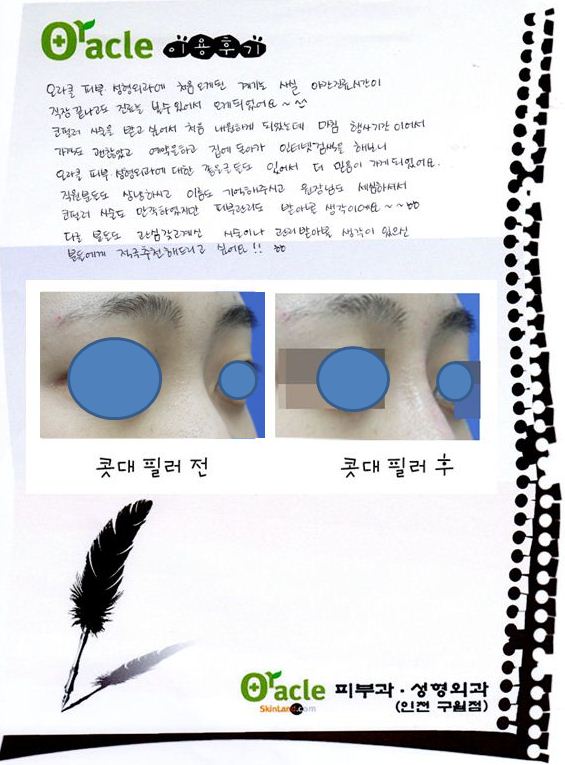 Oracle 이용후기
오라클 피부 성형외과에 처음 오게된 계기는 사실 야간진료시간이
직장 끝나고도 진료를 볼수 있어서 오게되었어요~^^
코필러 시술을 받고 싶어서 처음 내원하게 되었는데 마침 행사기간 이어서
가격도 괜찮았고 예약을하고 집에 돌아가 인터넷검색을 해보니
오라클 피부 성형외과에 대한 좋은글들도 있어서 더 믿음이 가게되었어요.
직원분들도 상냥하시고 이름도 기억해주시고 원장님도 세심하셔서
코필러 시술도 만족하였지만 피부관리도 받아볼 생각이에요~~
다른 분들도 관심갖고계신 시술이나 관리받아볼 생각이 있으신
분들에게 적극추천해드리고 싶어요!!
콧대 필러 전
콧대 필러 후
Oracle 피부과·성형외과
SkinLand.com (인천 구월점)